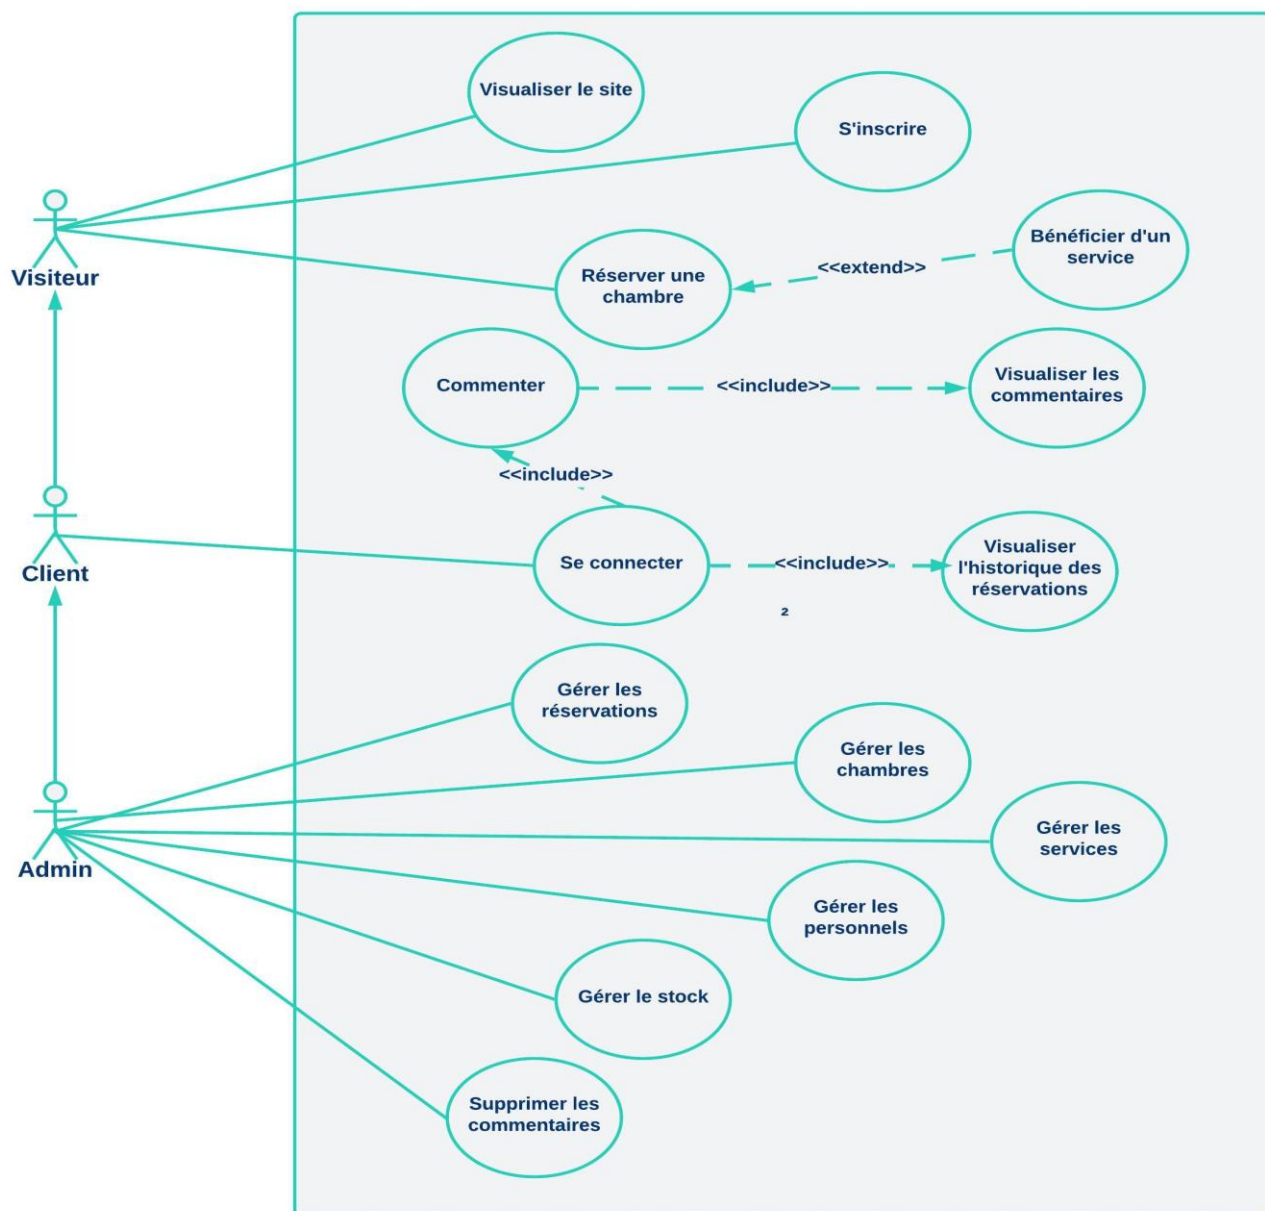 Visualiser le site
S'inscrire
Visiteur
Réserver une
chambre
<<extend>>
Bénéficier d'un
service
Commenter
<<include>>
Visualiser les
commentaires
<<include>>
Client
Se connecter
<<include>>
Visualiser
l'historique des
réservations
²
Gérer les
réservations
Gérer les
chambres
Admin
Gérer les
services
Gérer les
personnels
Gérer le stock
Supprimer les
commentaires